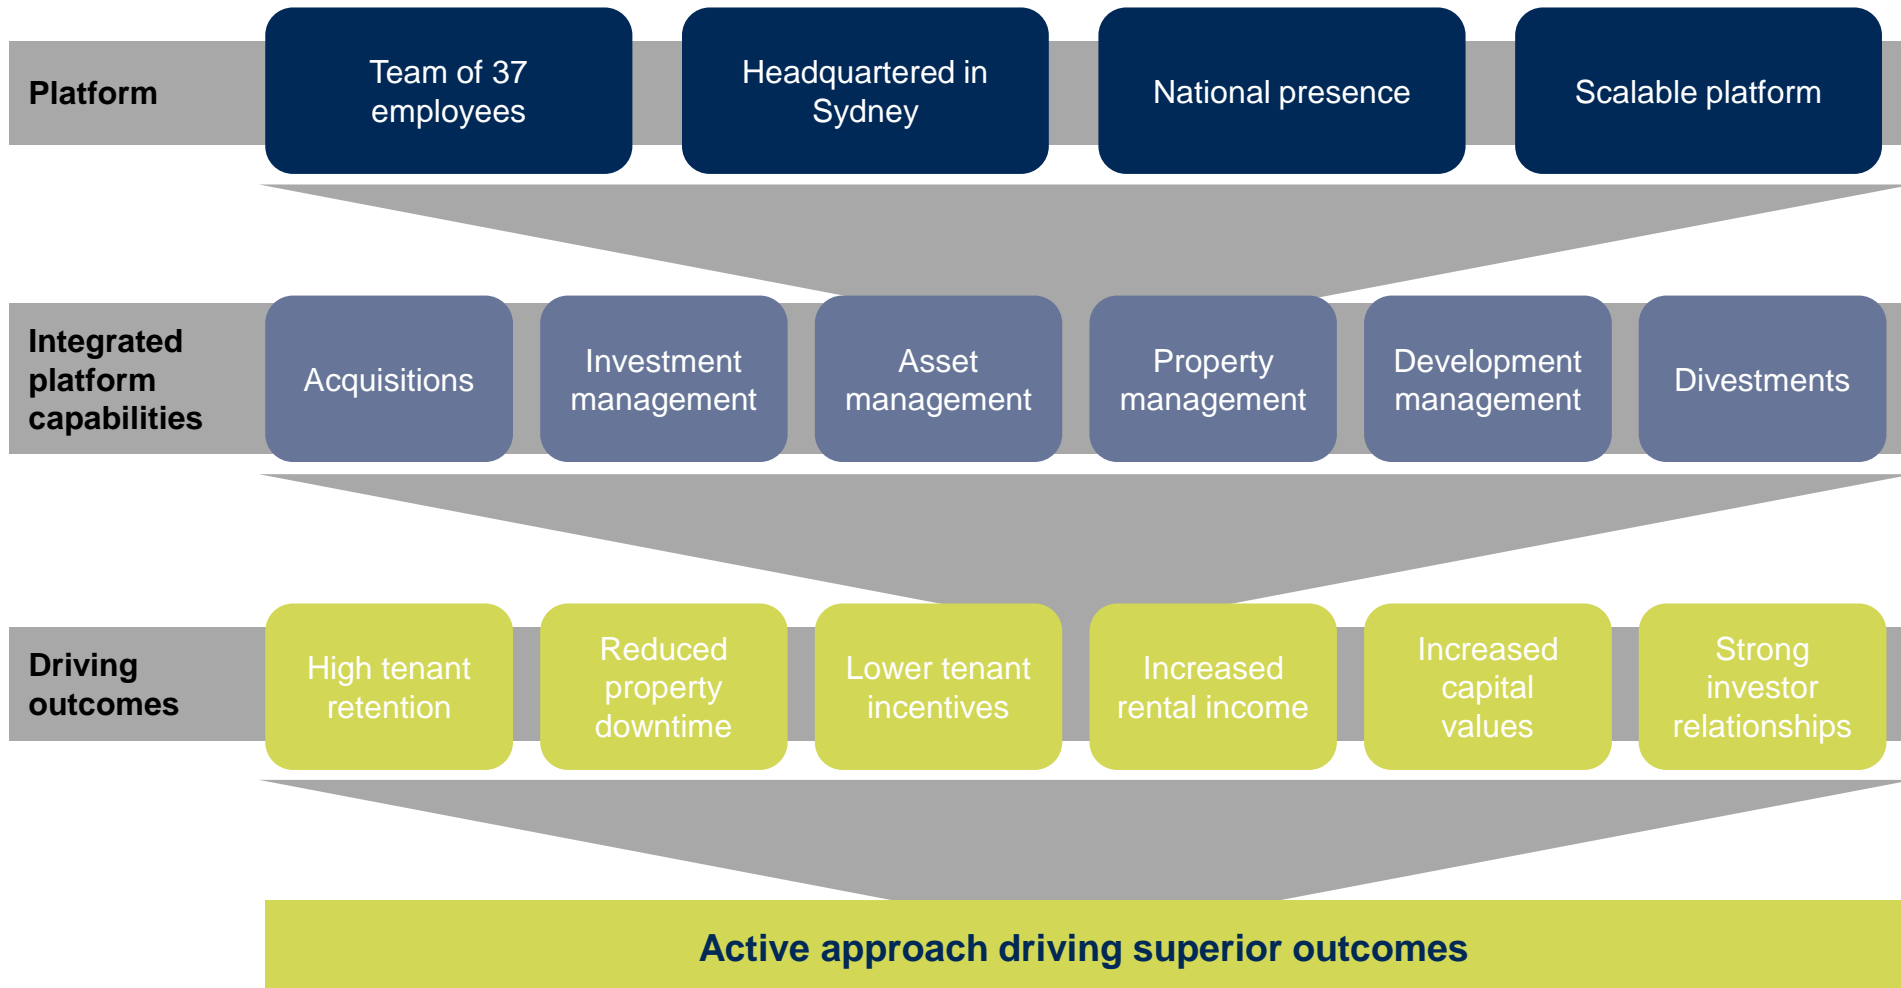 Platform
Team of 37
employees
Headquartered in
Sydney
National presence
Scalable platform
Integrated
platform
capabilities
Acquisitions
Investment
management
Asset
management
Property
management
Development
management
Divestments
Driving
outcomes
High tenant
retention
Reduced
property
downtime
Lower tenant
incentives
Increased
rental income
Increased
capital
values
Strong
investor
relationships
Active approach driving superior outcomes